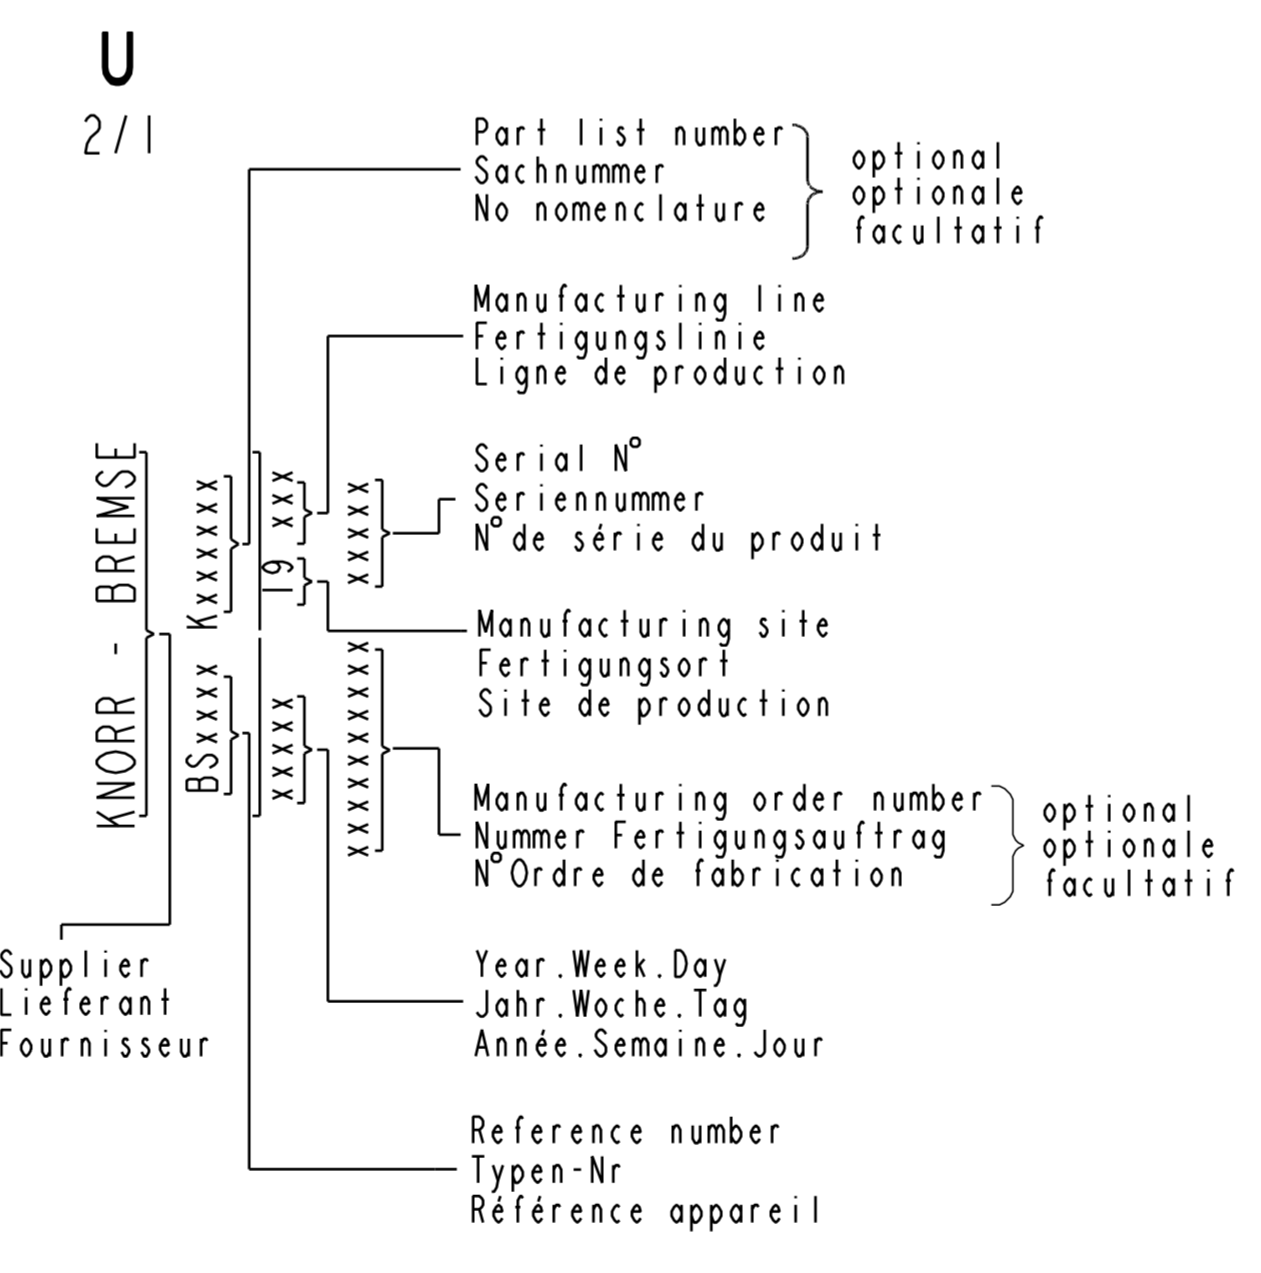 U
2/1
KNORR - BREMSE
BSxxxx Kxxxxxx
xxxxx 19 xxx
xxxxxxxxxx xxxxx
Part list number
Sachnummer
No nomenclature
optional
optionale
facultatif
Manufacturing line
Fertigungslinie
Ligne de production
Serial N°
Seriennummer
N° de série du produit
Manufacturing site
Fertigungsort
Site de production
Manufacturing order number
Nummer Fertigungsauftrag
N° Ordre de fabrication
optional
optionale
facultatif
Supplier
Lieferant
Fournisseur
Year.Week.Day
Jahr.Woche.Tag
Année.Semaine.Jour
Reference number
Typen-Nr
Référence appareil